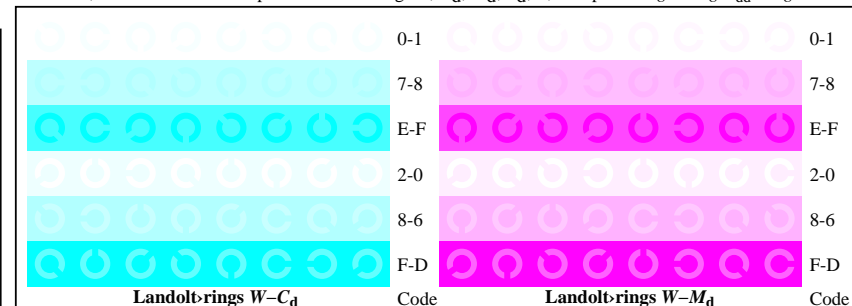 0-1 0-1
7-8 7-8
E-F E-F
2-0 2-0
8-6 8-6
F-D F-D
Landolt›rings W–Cd Code Landolt›rings W–Md Code